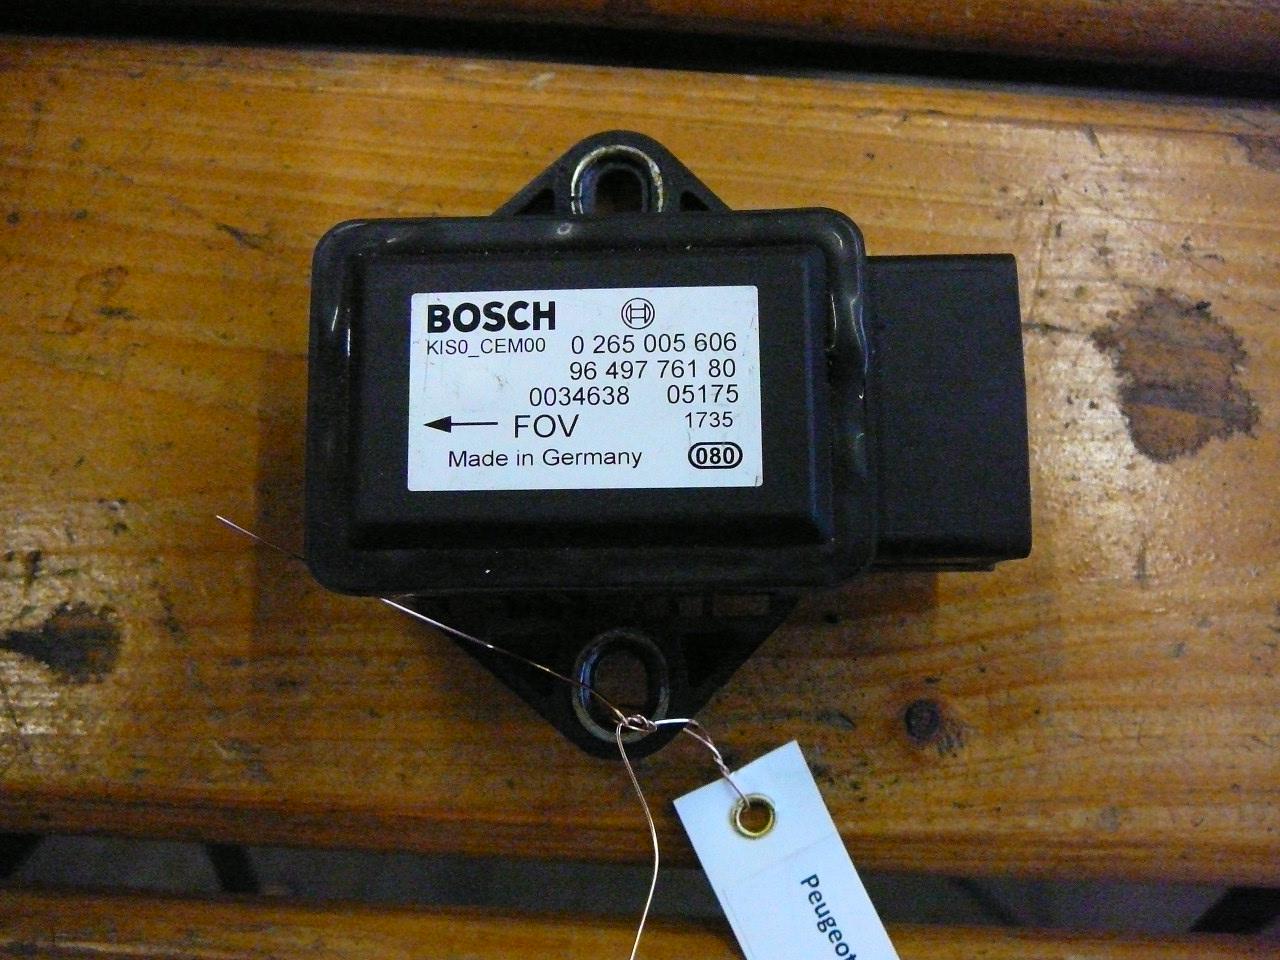 BOSCH
KIS0_CEM00 0 265 005 606
96 497 761 80
0034638 05175
FOV 1735
Made in Germany 080
Peugeot